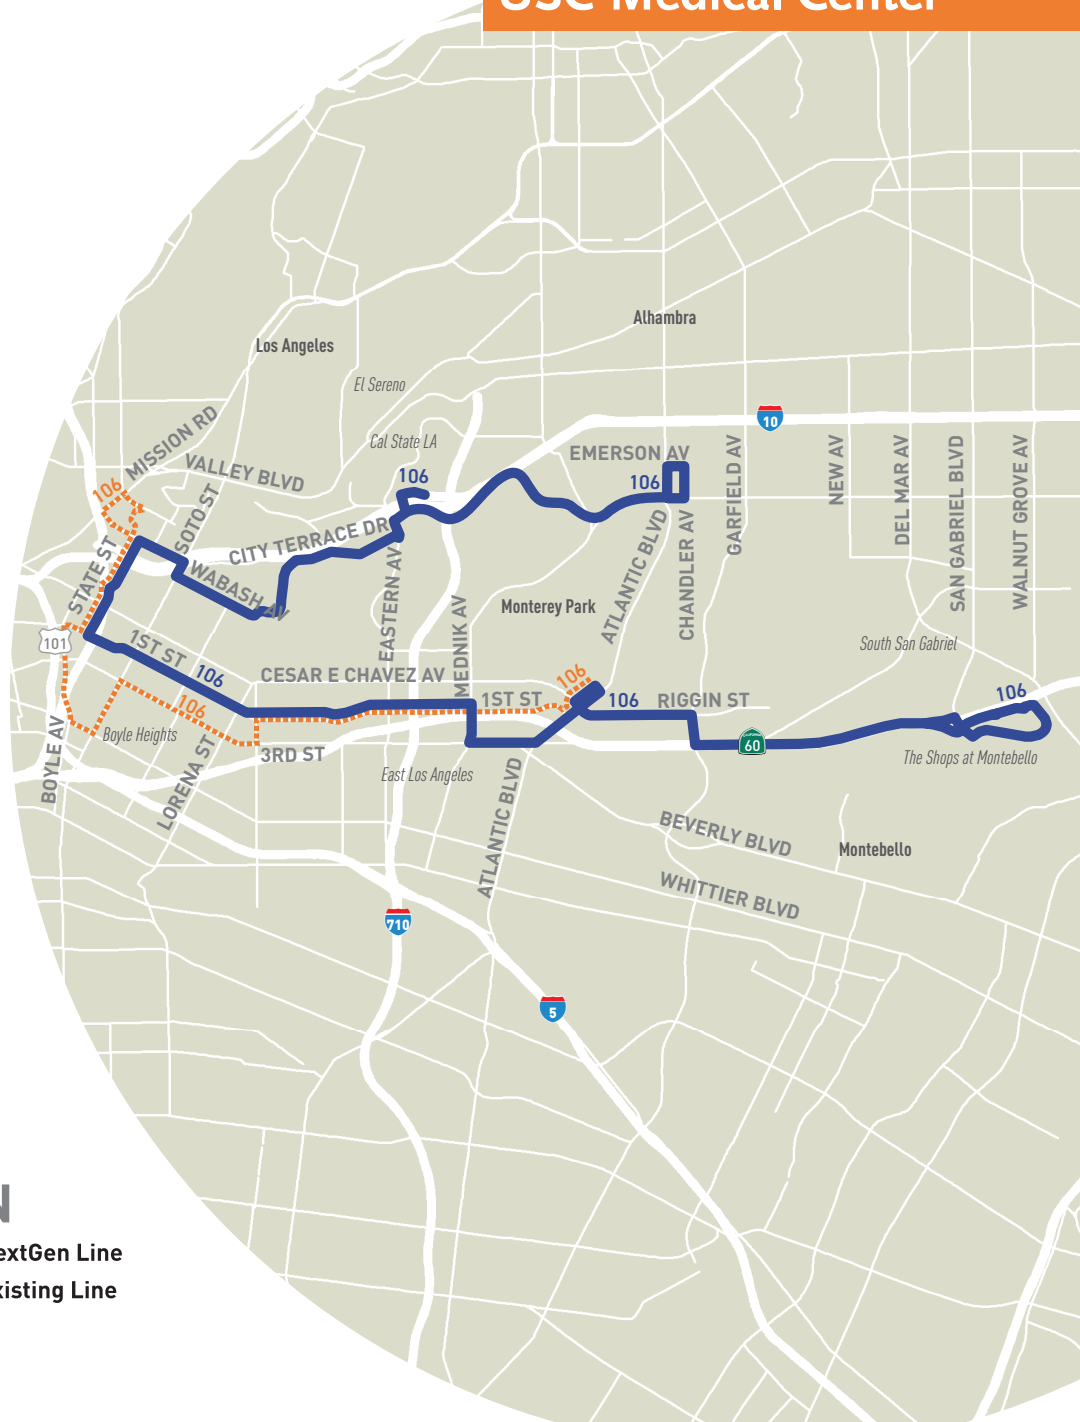 USC Medical Center
Alhambra
Los Angeles
El Sereno
10
MISSION RD
Cal State LA
EMERSON AV
VALLEY BLVD
106
106
106
SOTO ST
GARFIELD AV
NEW AV
DEL MAR AV
SAN GABRIEL BLVD
WALNUT GROVE AV
CITY TERRACE DR
STATE ST
WABASH AV
EASTERN AV
ATLANTIC BLVD
CHANDLER AV
Monterey Park
MEDNIK AV
101
1ST ST
106
South San Gabriel
CESAR E CHAVEZ AV
106
106
1ST ST
106
RIGGIN ST
106
Boyle Heights
BOYLE AV
LORENA ST
3RD ST
60
The Shops at Montebello
East Los Angeles
ATLANTIC BLVD
BEVERLY BLVD
Montebello
WHITTIER BLVD
710
5
N
extGen Line
xisting Line